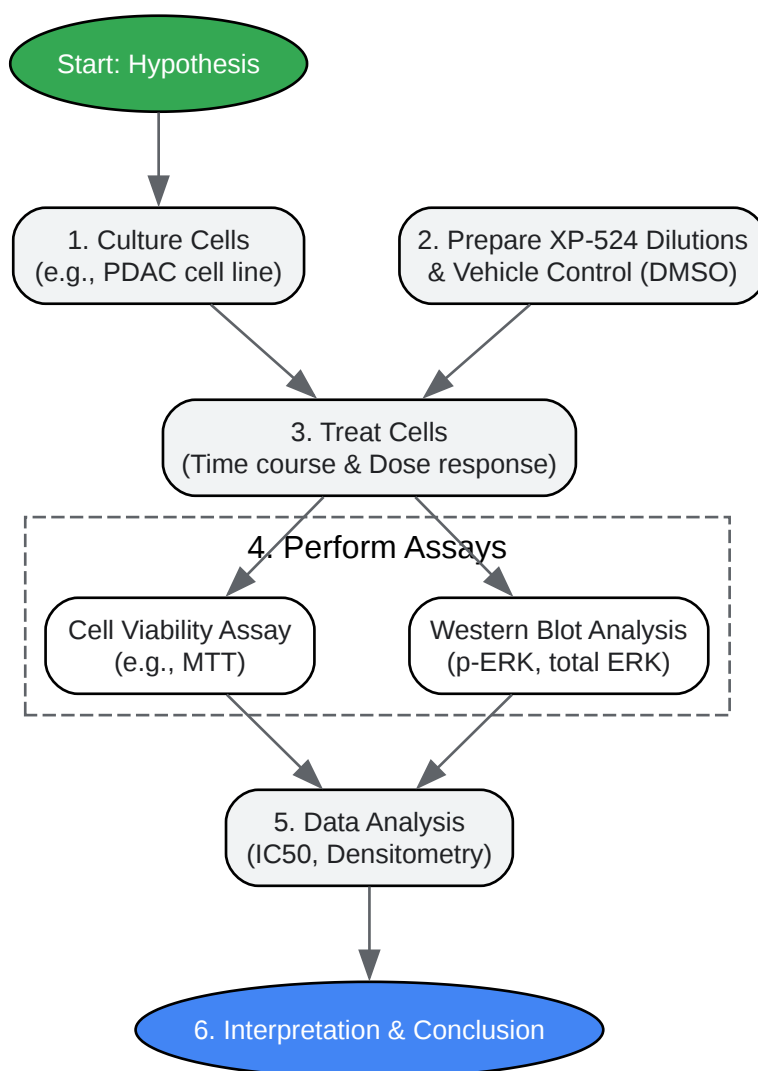 Start: Hypothesis
1. Culture Cells
(e.g., PDAC cell line)
2. Prepare XP-524 Dilutions
& Vehicle Control (DMSO)
3. Treat Cells
(Time course & Dose response)
4. Perform Assays
Cell Viability Assay
(e.g., MTT)
Western Blot Analysis
(p-ERK, total ERK)
5. Data Analysis
(IC50, Densitometry)
6. Interpretation & Conclusion